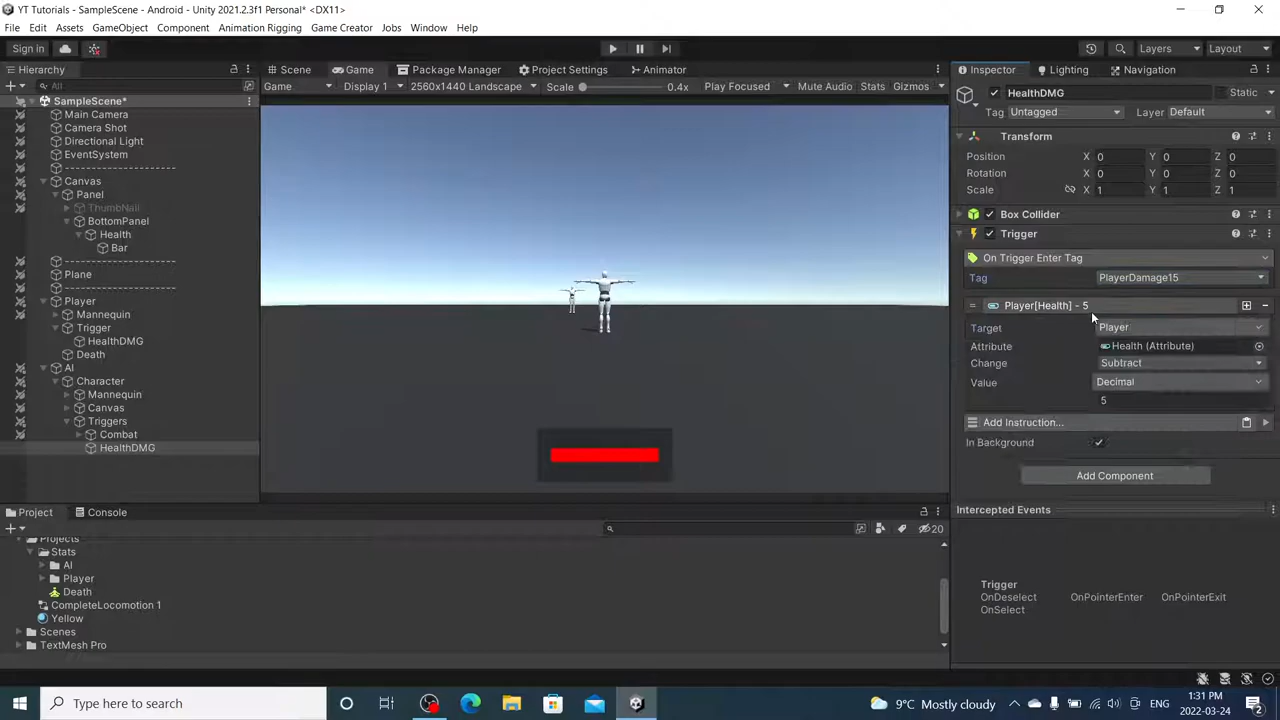 YT Tutorials - SampleScene - Android - Unity 2021.2.3f1 Personal* <DX11>
File Edit Assets GameObject Component Animation Rigging Game Creator Jobs Window Help
Sign in Layers Layout
Hierarchy Scene Game Package Manager Project Settings Animator Inspector Lighting Navigation
All Game Display 1 2560x1440 Landscape Scale 0.4x Play Focused Mute Audio Stats Gizmos
HealthDMG Static
Tag Untagged Layer Default
SampleScene*
Main Camera
Camera Shot
Directional Light
EventSystem
--------------------
Canvas
Panel
ThumbNail
BottomPanel
Health
Bar
--------------------
Plane
--------------------
Player
Mannequin
Trigger
HealthDMG
Death
AI
Character
Mannequin
Canvas
Triggers
Combat
HealthDMG
Transform
Position X 0 Y 0 Z 0
Rotation X 0 Y 0 Z 0
Scale X 1 Y 1 Z 1
Box Collider
Trigger
On Trigger Enter Tag
Tag PlayerDamage15
Player[Health] - 5
Target Player
Attribute Health (Attribute)
Change Subtract
Value Decimal
5
Add Instruction...
In Background
Add Component
Intercepted Events
Trigger
OnDeselect OnPointerEnter OnPointerExit
OnSelect
Project Console
20
Projects
Stats
AI
Player
Death
CompleteLocomotion 1
Yellow
Scenes
TextMesh Pro
Type here to search
9°C Mostly cloudy
ENG
1:31 PM
2022-03-24